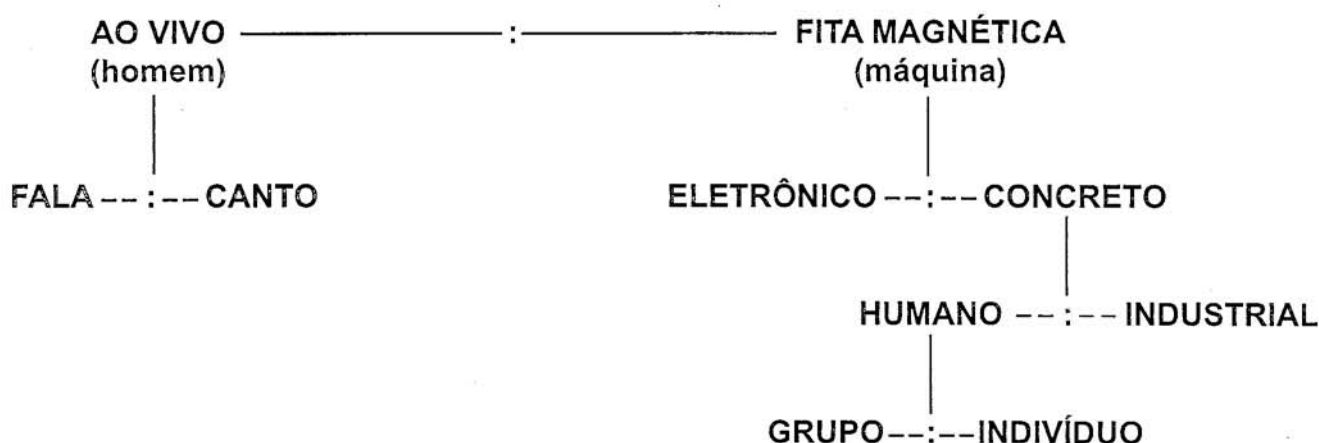 AO VIVO : FITA MAGNÉTICA
(homem) (máquina)
FALA --:-- CANTO ELETRÔNICO --:-- CONCRETO
HUMANO --:-- INDUSTRIAL
GRUPO--:--INDIVÍDUO